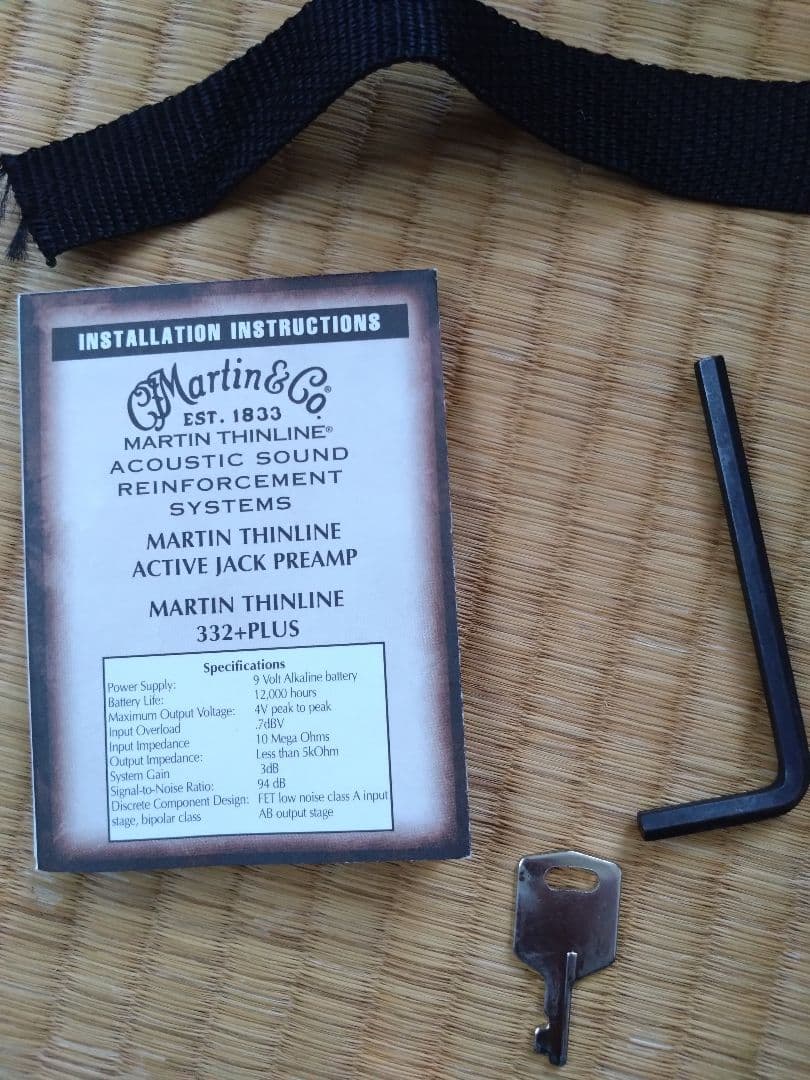 INSTALLATION INSTRUCTIONS
CF Martin & Co.®
EST. 1833
MARTIN THINLINE®
ACOUSTIC SOUND
REINFORCEMENT
SYSTEMS
MARTIN THINLINE
ACTIVE JACK PREAMP
MARTIN THINLINE
332+PLUS
Specifications
Power Supply: 9 Volt Alkaline battery
Battery Life: 12,000 hours
Maximum Output Voltage: 4V peak to peak
Input Overload .7dBV
Input Impedance 10 Mega Ohms
Output Impedance: Less than 5kOhm
System Gain 3dB
Signal-to-Noise Ratio: 94 dB
Discrete Component Design: FET low noise class A input
stage, bipolar class AB output stage